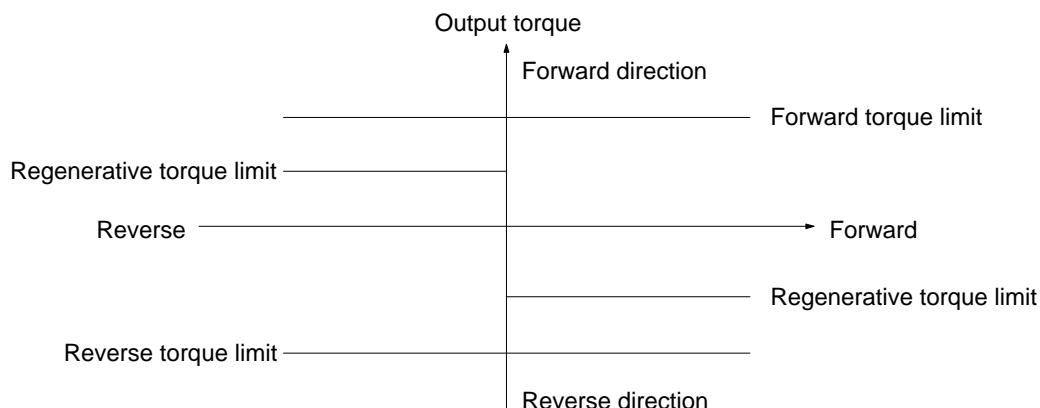 Output torque
Forward direction
Forward torque limit
Regenerative torque limit
Reverse
Forward
Regenerative torque limit
Reverse torque limit
Reverse direction